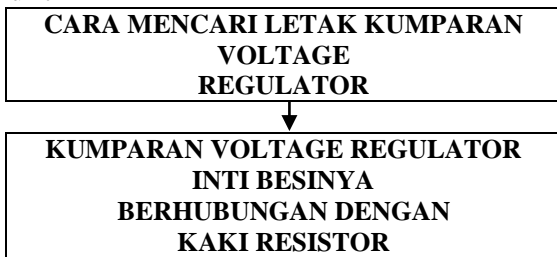 CARA MENCARI LETAK KUMPARAN
VOLTAGE
REGULATOR
KUMPARAN VOLTAGE REGULATOR
INTI BESINYA
BERHUBUNGAN DENGAN
KAKI RESISTOR